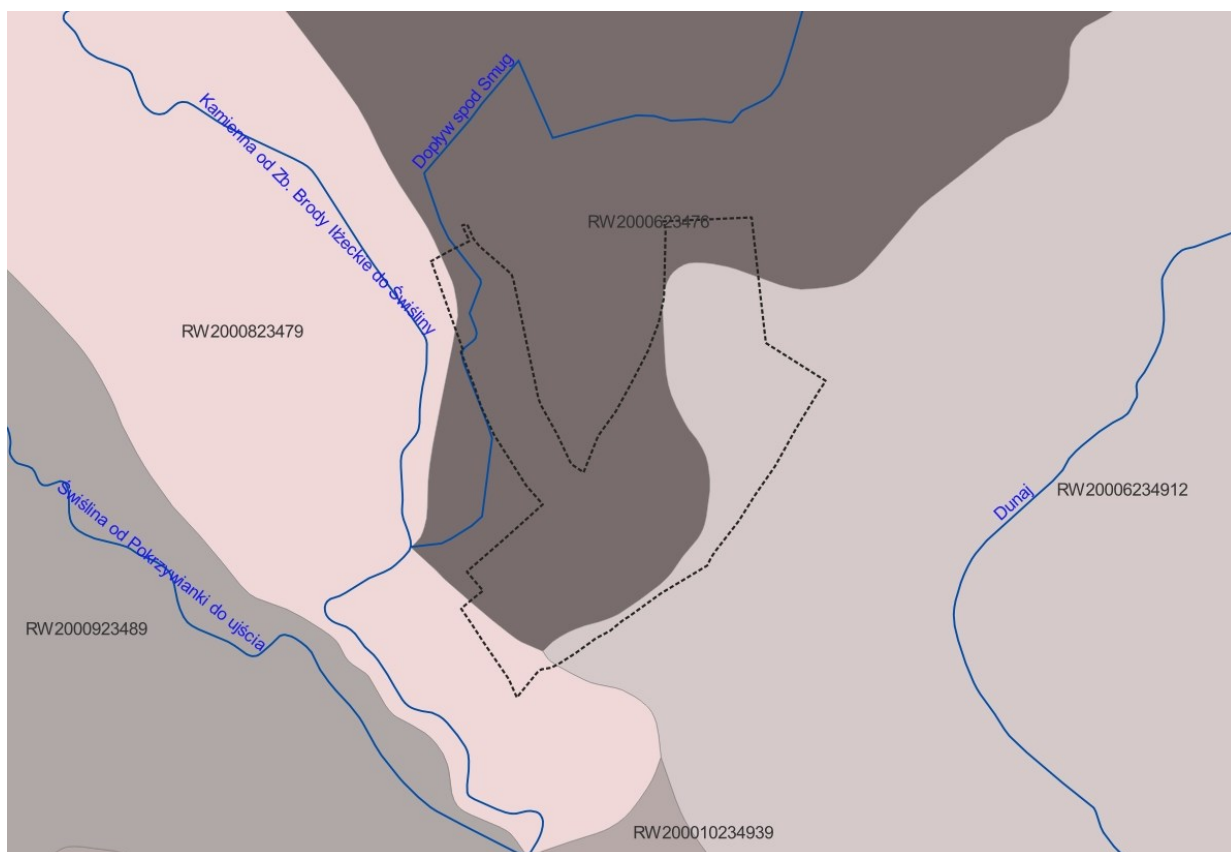 Dopływ spod Smug
Kamienna od Zb. Brody Iłżeckie do Świśliny
RW2000623476
RW2000823479
Świślina od Pokrzywianki do ujścia
Dunaj
RW20006234912
RW2000923489
RW200010234939